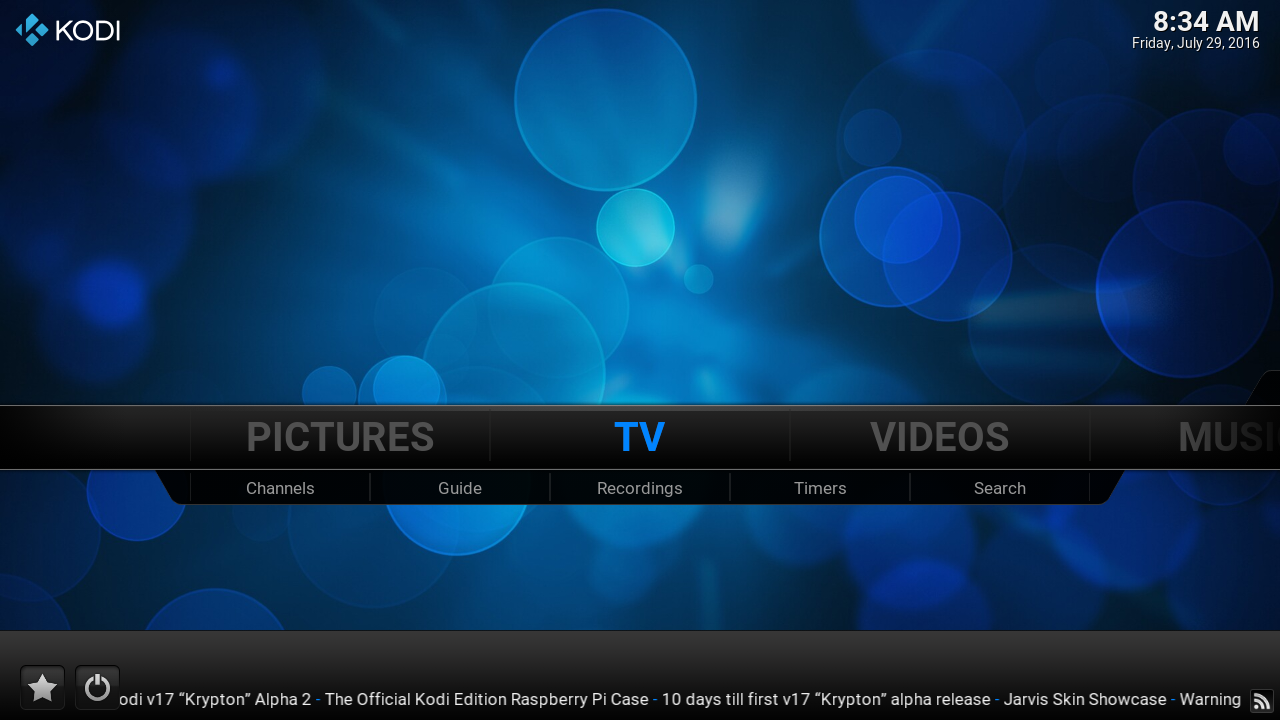 KODI
8:34 AM
Friday, July 29, 2016
PICTURES TV VIDEOS MUSI
Channels Guide Recordings Timers Search
odi v17 “Krypton” Alpha 2 - The Official Kodi Edition Raspberry Pi Case - 10 days till first v17 “Krypton” alpha release - Jarvis Skin Showcase - Warning